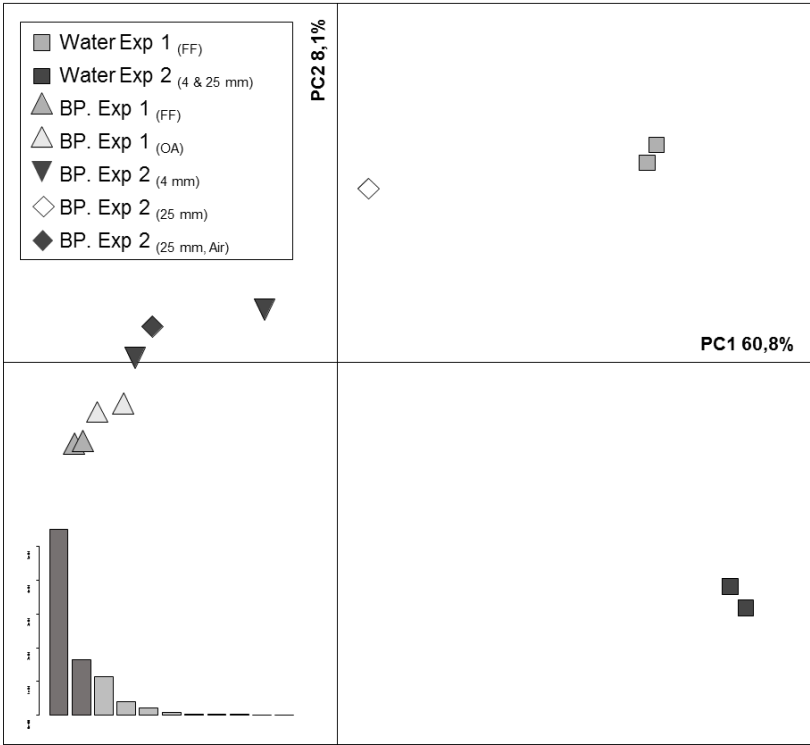 Water Exp 1 (FF)
Water Exp 2 (4 & 25 mm)
BP. Exp 1 (FF)
BP. Exp 1 (OA)
BP. Exp 2 (4 mm)
BP. Exp 2 (25 mm)
BP. Exp 2 (25 mm, Air)
PC2 8,1%
PC1 60,8%